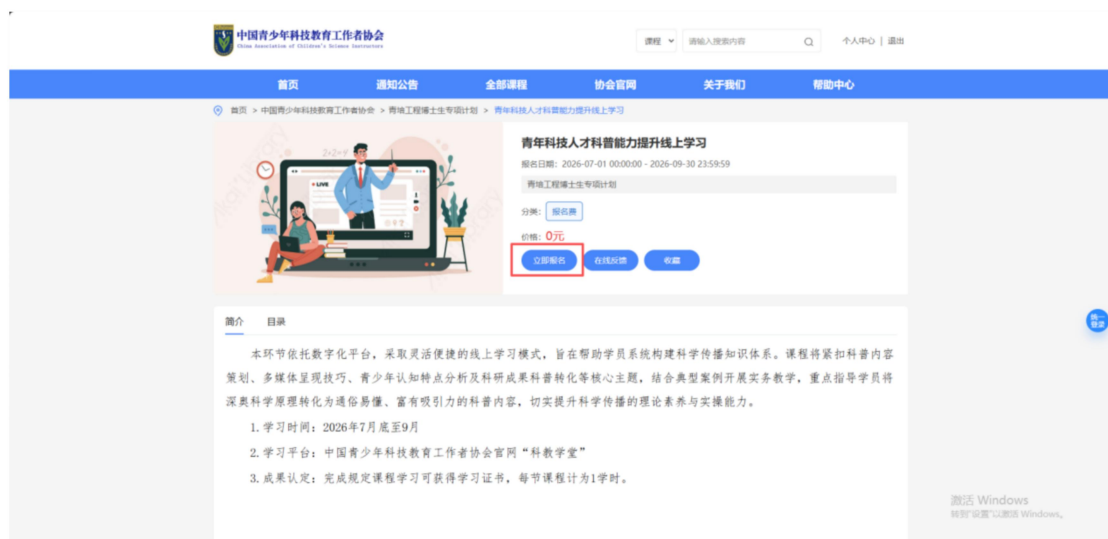 中国青少年科技教育工作者协会
China Association of Children's Science Instructors
课程
请输入搜索内容
个人中心 | 退出
首页 通知公告 全部课程 协会官网 关于我们 帮助中心
首页 > 中国青少年科技教育工作者协会 > 青培工程博士生专项计划 > 青年科技人才科普能力提升线上学习
2+2=?
LIVE
青年科技人才科普能力提升线上学习
报名日期：2026-07-01 00:00:00 - 2026-09-30 23:59:59
青培工程博士生专项计划
分类：报名费
价格：0元
立即报名 在线反馈 收藏
统一
登录
简介 目录
本环节依托数字化平台，采取灵活便捷的线上学习模式，旨在帮助学员系统构建科学传播知识体系。课程将紧扣科普内容
策划、多媒体呈现技巧、青少年认知特点分析及科研成果科普转化等核心主题，结合典型案例开展实务教学，重点指导学员将
深奥科学原理转化为通俗易懂、富有吸引力的科普内容，切实提升科学传播的理论素养与实操能力。
1.学习时间：2026年7月底至9月
2.学习平台：中国青少年科技教育工作者协会官网“科教学堂”
3.成果认定：完成规定课程学习可获得学习证书，每节课程计为1学时。
激活 Windows
转到“设置”以激活 Windows。